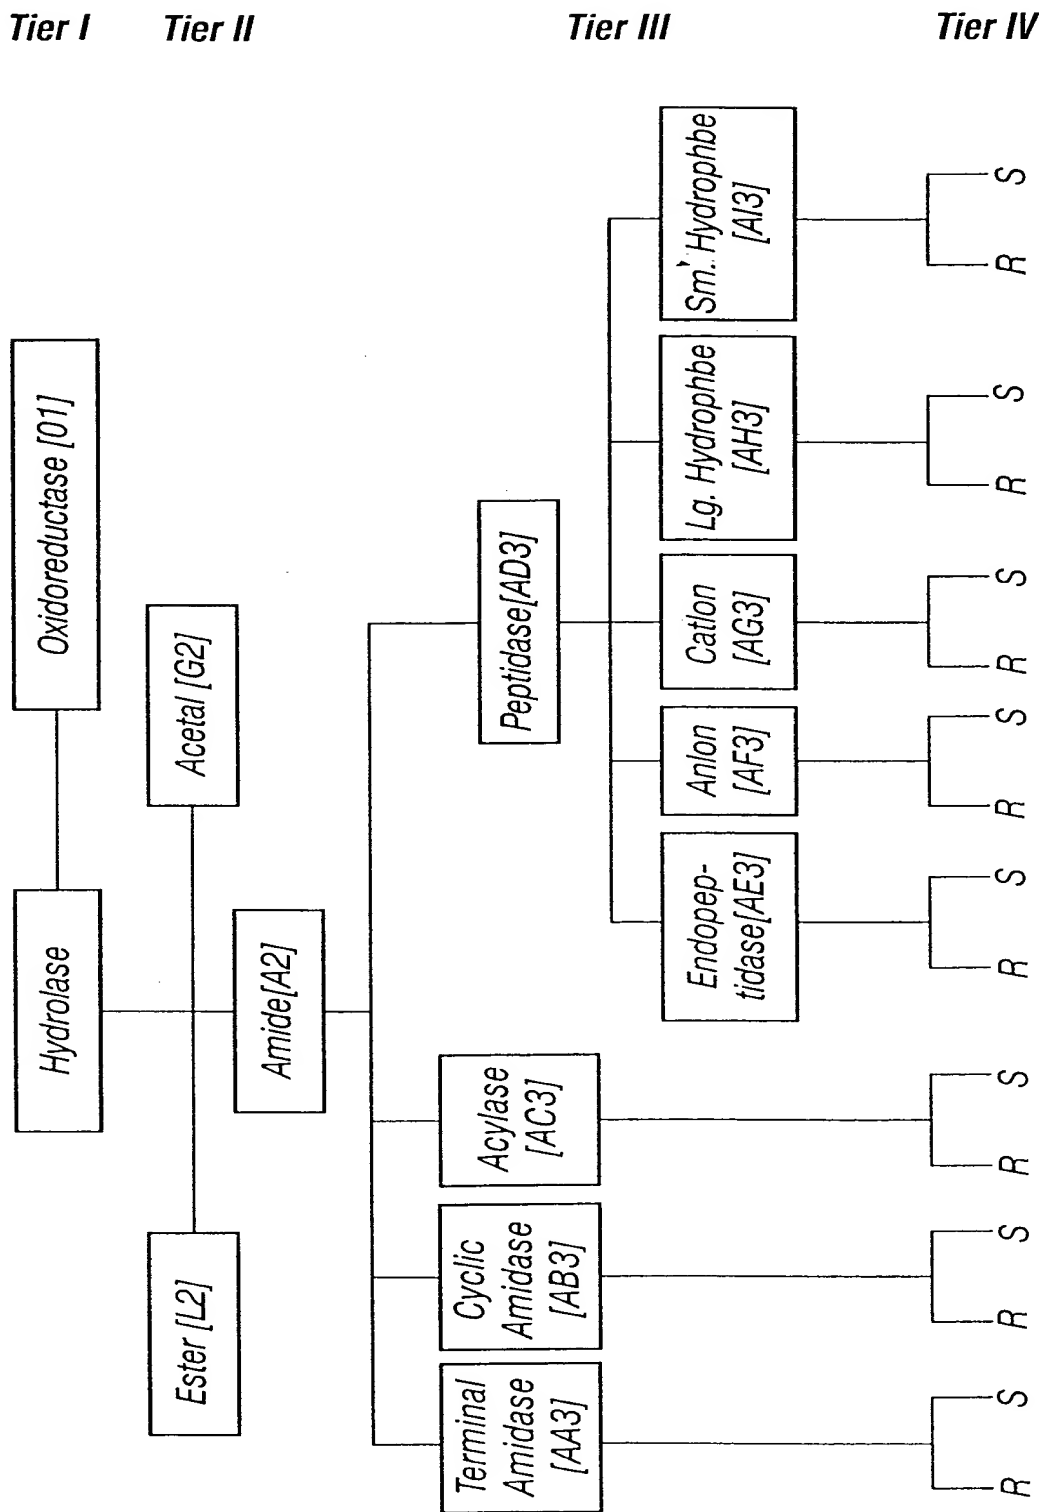 Tier I
Tier II
Tier III
Tier IV
Hydrolase
Oxidoreductase [01]
Ester [L2]
Acetal [G2]
Amide[A2]
Terminal
Amidase
[AA3]
Cyclic
Amidase
[AB3]
Acylase
[AC3]
Peptidase[AD3]
Endopep-
tidase[AE3]
Anlon
[AF3]
Catlon
[AG3]
Lg. Hydrophbe
[AH3]
Sm. Hydrophbe
[AI3]
R S R S R S R S R S R S R S R S